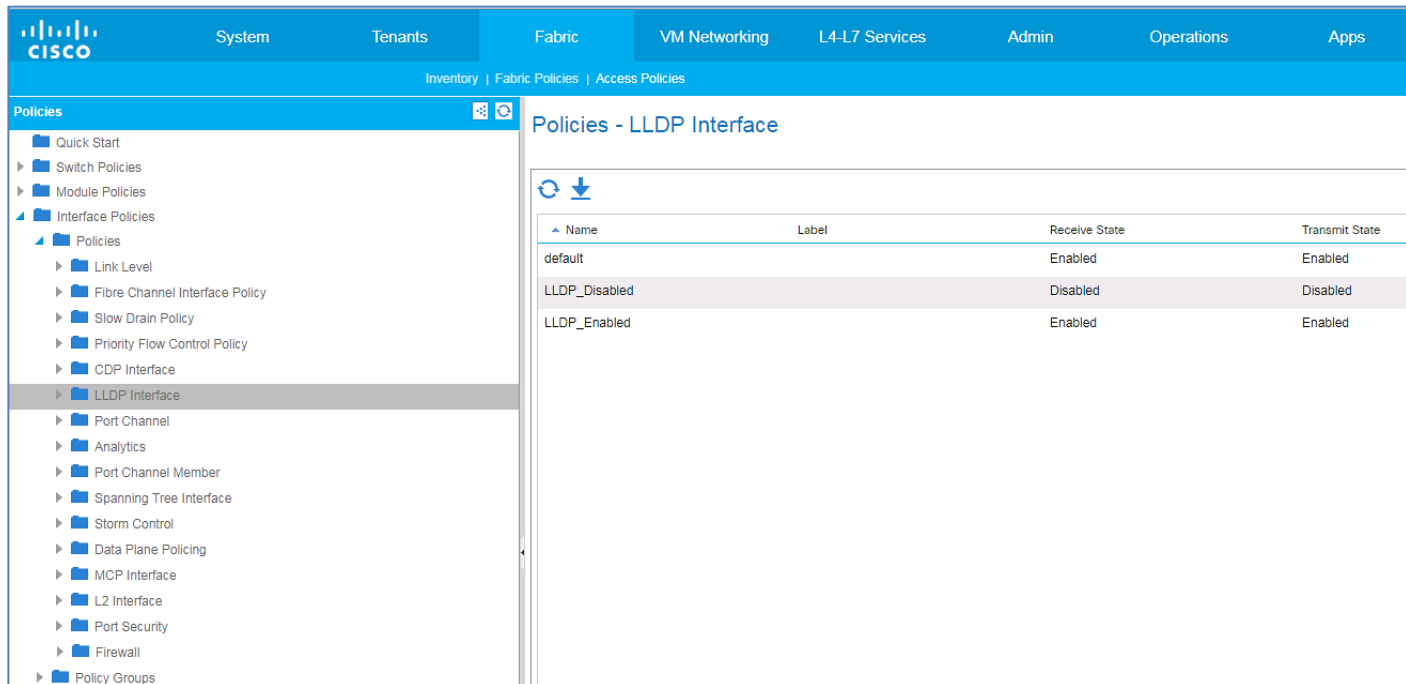 CISCO System Tenants Fabric VM Networking L4-L7 Services Admin Operations Apps
Inventory | Fabric Policies | Access Policies
Policies
Quick Start
Switch Policies
Module Policies
Interface Policies
Policies
Link Level
Fibre Channel Interface Policy
Slow Drain Policy
Priority Flow Control Policy
CDP Interface
LLDP Interface
Port Channel
Analytics
Port Channel Member
Spanning Tree Interface
Storm Control
Data Plane Policing
MCP Interface
L2 Interface
Port Security
Firewall
Policy Groups
Policies - LLDP Interface
Name Label Receive State Transmit State
default Enabled Enabled
LLDP_Disabled Disabled Disabled
LLDP_Enabled Enabled Enabled